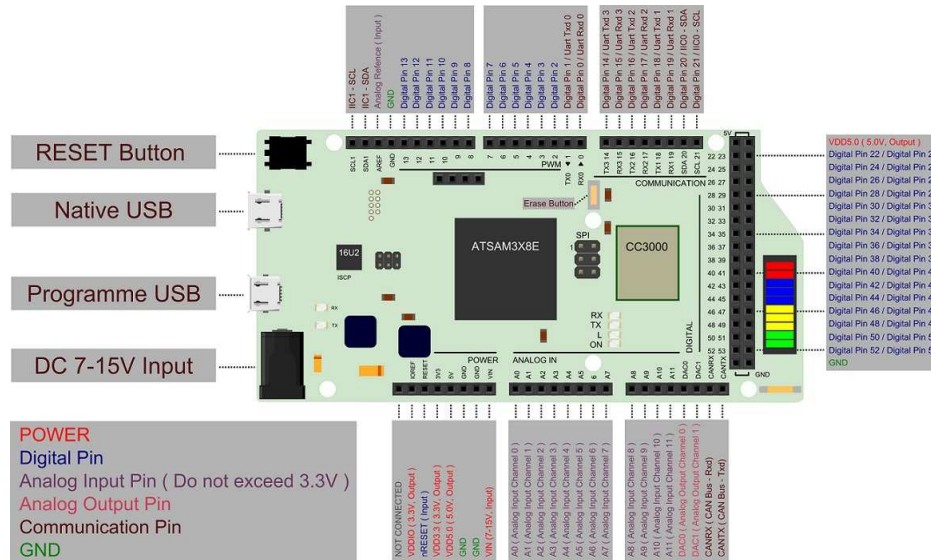 IIC1 - SCL
IIC1 - SDA
Analog Refence ( Input )
GND
Digital Pin 13
Digital Pin 12
Digital Pin 11
Digital Pin 10
Digital Pin 9
Digital Pin 8
Digital Pin 7
Digital Pin 6
Digital Pin 5
Digital Pin 4
Digital Pin 3
Digital Pin 2
Digital Pin 1 / Uart Txd 0
Digital Pin 0 / Uart Rxd 0
Digital Pin 14 / Uart Txd 3
Digital Pin 15 / Uart Rxd 3
Digital Pin 16 / Uart Txd 2
Digital Pin 17 / Uart Rxd 2
Digital Pin 18 / Uart Txd 1
Digital Pin 19 / Uart Rxd 1
Digital Pin 20 / IIC0 - SDA
Digital Pin 21 / IIC0 - SCL
RESET Button
Native USB
Programme USB
DC 7-15V Input
SCL1
SDA1
AREF
GND
13
12
11
10
9
8
7
6
5
4
3
2
TX0 1
RX0 0
PWM
TX3 14
RX3 15
TX2 16
RX2 17
TX1 18
RX1 19
SDA 20
SCL 21
COMMUNICATION
Erase Button
16U2
ATSAM3X8E
SPI
1
CC3000
RX
TX
RX
TX
L
ON
DIGITAL
5V
22 23
24 25
26 27
28 29
30 31
32 33
34 35
36 37
38 39
40 41
42 43
44 45
46 47
48 49
50 51
52 53
GND
POWER
ANALOG IN
IOREF
RESET
3V3
5V
GND
GND
VIN
A0
A1
A2
A3
A4
A5
6
A7
A8
A9
A10
A11
DAC0
DAC1
CANRX
CANTX
VDD5.0 ( 5.0V, Output )
Digital Pin 22 / Digital Pin 2
Digital Pin 24 / Digital Pin 2
Digital Pin 26 / Digital Pin 2
Digital Pin 28 / Digital Pin 2
Digital Pin 30 / Digital Pin 3
Digital Pin 32 / Digital Pin 3
Digital Pin 34 / Digital Pin 3
Digital Pin 36 / Digital Pin 3
Digital Pin 38 / Digital Pin 3
Digital Pin 40 / Digital Pin 4
Digital Pin 42 / Digital Pin 4
Digital Pin 44 / Digital Pin 4
Digital Pin 46 / Digital Pin 4
Digital Pin 48 / Digital Pin 4
Digital Pin 50 / Digital Pin 5
Digital Pin 52 / Digital Pin 5
GND
POWER
Digital Pin
Analog Input Pin ( Do not exceed 3.3V )
Analog Output Pin
Communication Pin
GND
NOT CONNECTED
VDDIO ( 3.3V, Output)
nRESET ( Input )
VDD3.3 ( 3.3V, Output)
VDD5.0 ( 5.0V, Output)
GND
GND
VIN (7-15V, Input)
A0 ( Analog Input Channel 0 )
A1 ( Analog Input Channel 1 )
A2 ( Analog Input Channel 2 )
A3 ( Analog Input Channel 3 )
A4 ( Analog Input Channel 4 )
A5 ( Analog Input Channel 5 )
A6 ( Analog Input Channel 6 )
A7 ( Analog Input Channel 7 )
A8 ( Analog Input Channel 8 )
A9 ( Analog Input Channel 9 )
A10 ( Analog Input Channel 10 )
A11 ( Analog Input Channel 11 )
DAC0 ( Analog Output Channel 0 )
DAC1 ( Analog Output Channel 1 )
CANRX ( CAN Bus - Rxd)
CANTX ( CAN Bus - Txd)